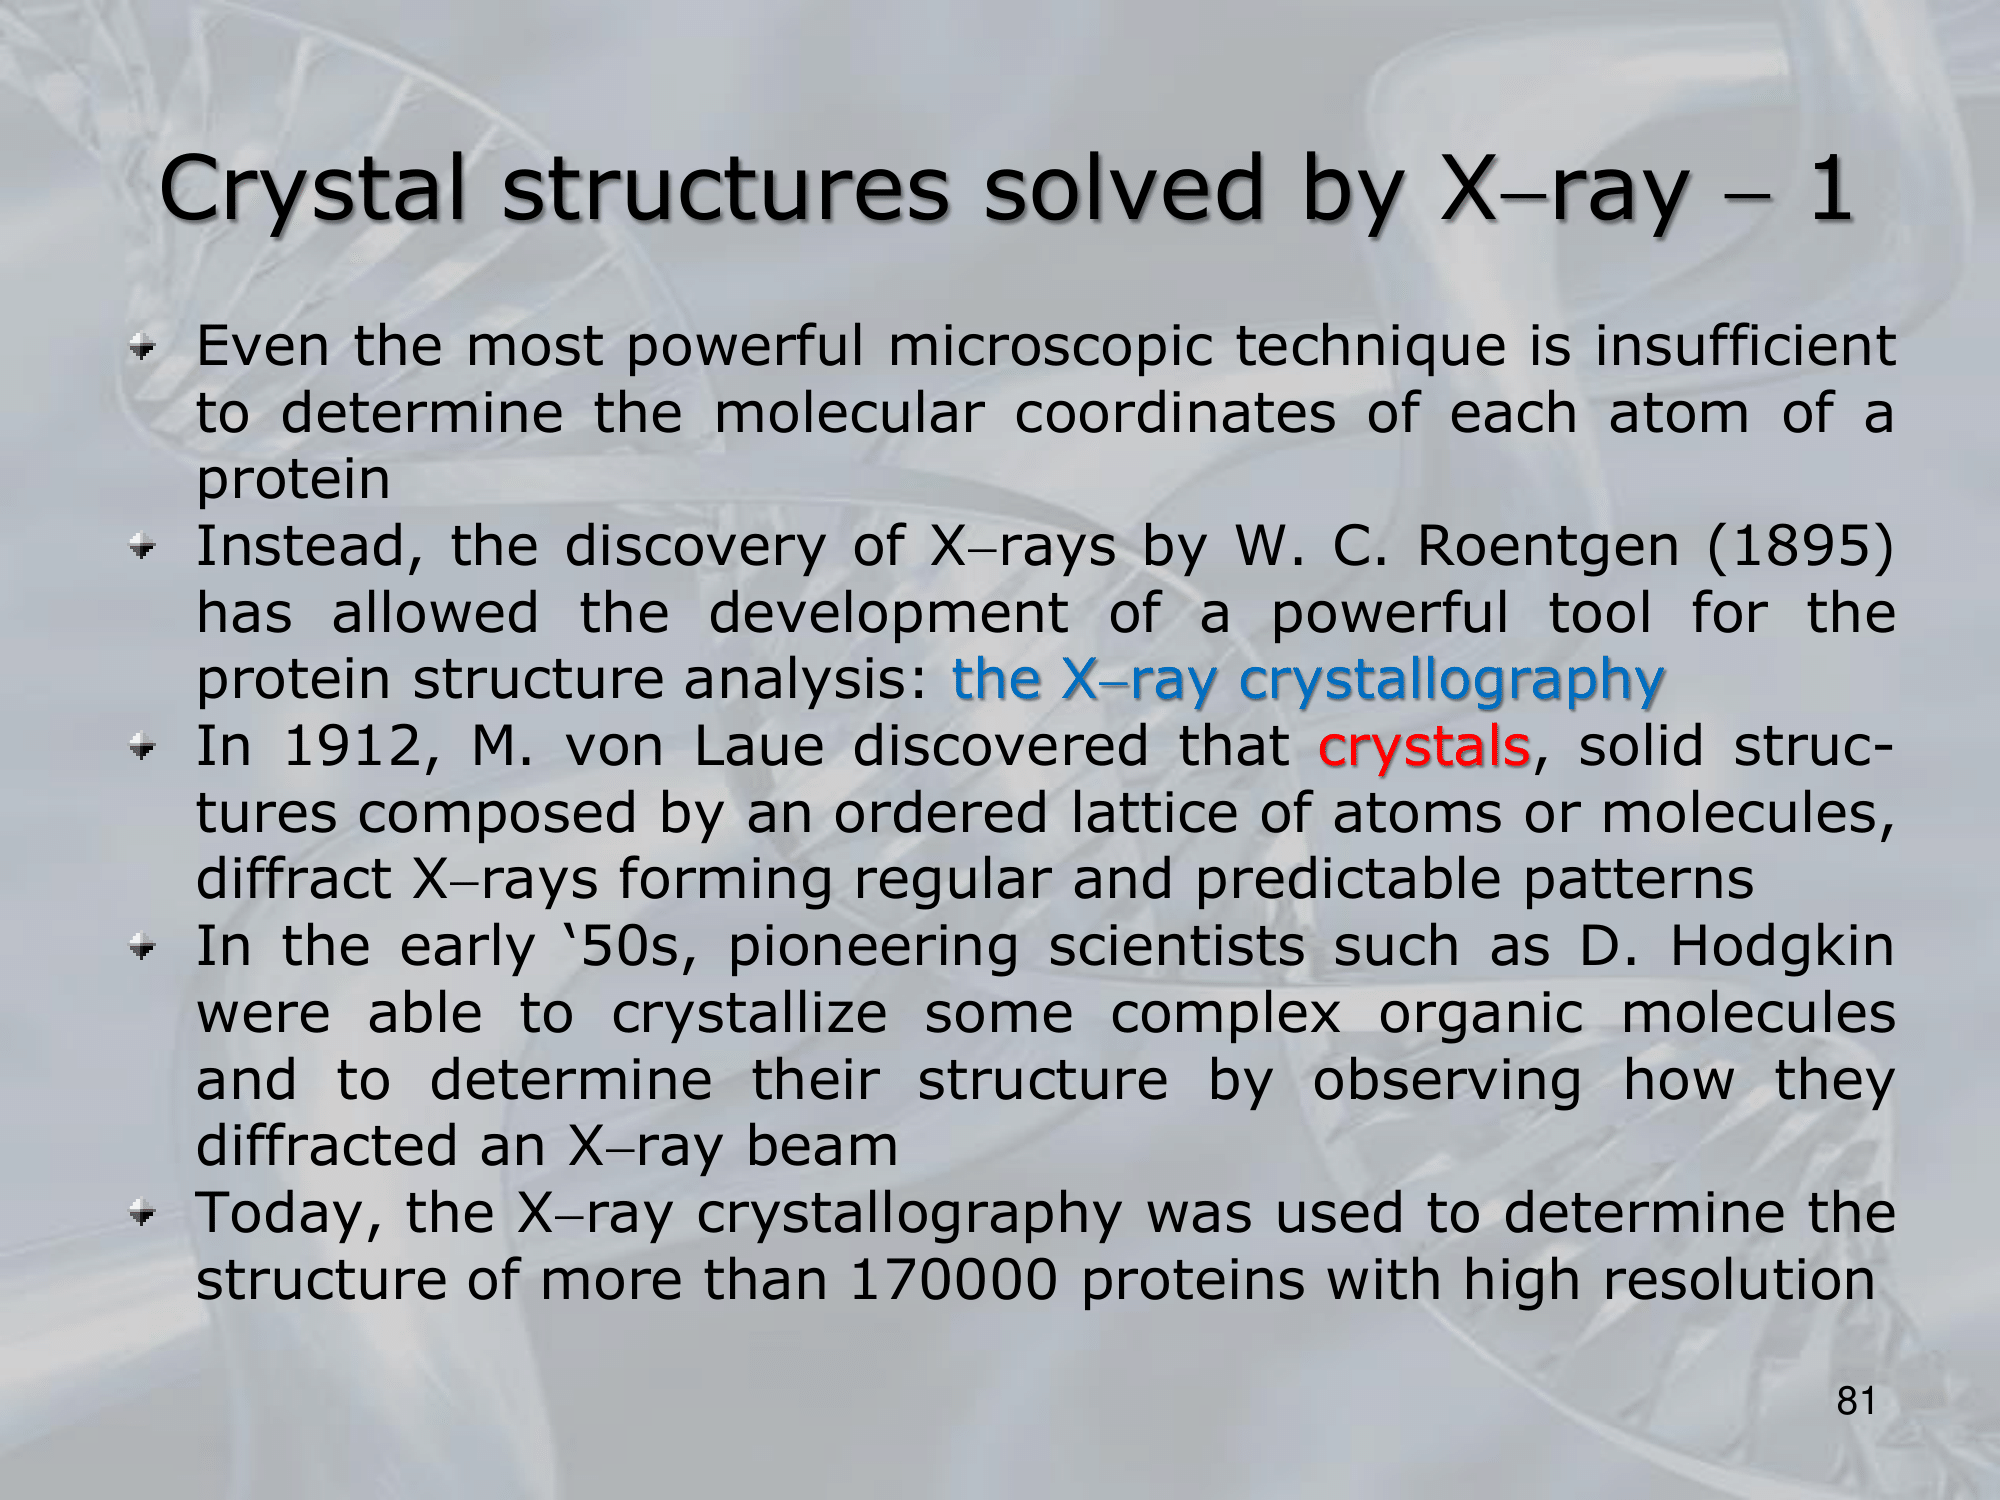 Crystal structures solved by X–ray – 1
Even the most powerful microscopic technique is insufficient
to determine the molecular coordinates of each atom of a
protein
Instead, the discovery of X–rays by W. C. Roentgen (1895)
has allowed the development of a powerful tool for the
protein structure analysis: the X–ray crystallography
In 1912, M. von Laue discovered that crystals, solid struc-
tures composed by an ordered lattice of atoms or molecules,
diffract X–rays forming regular and predictable patterns
In the early ‘50s, pioneering scientists such as D. Hodgkin
were able to crystallize some complex organic molecules
and to determine their structure by observing how they
diffracted an X–ray beam
Today, the X–ray crystallography was used to determine the
structure of more than 170000 proteins with high resolution
81